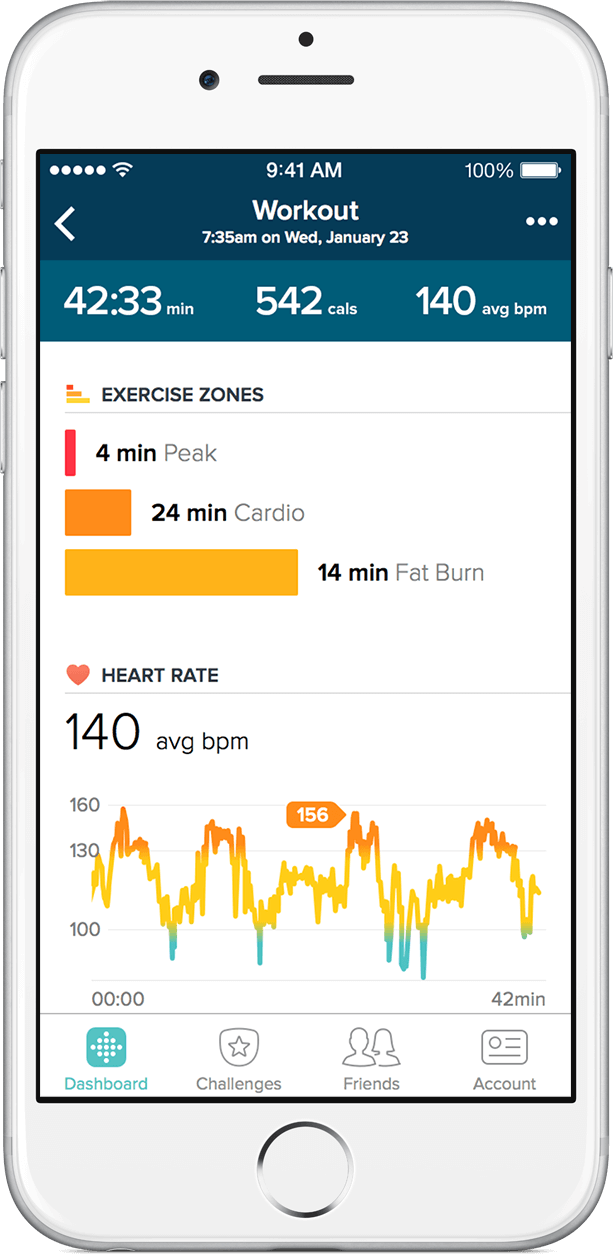 9:41 AM 100%
Workout
7:35am on Wed, January 23
42:33 min 542 cals 140 avg bpm
EXERCISE ZONES
4 min Peak
24 min Cardio
14 min Fat Burn
HEART RATE
140 avg bpm
160
156
130
100
00:00 42min
Dashboard Challenges Friends Account